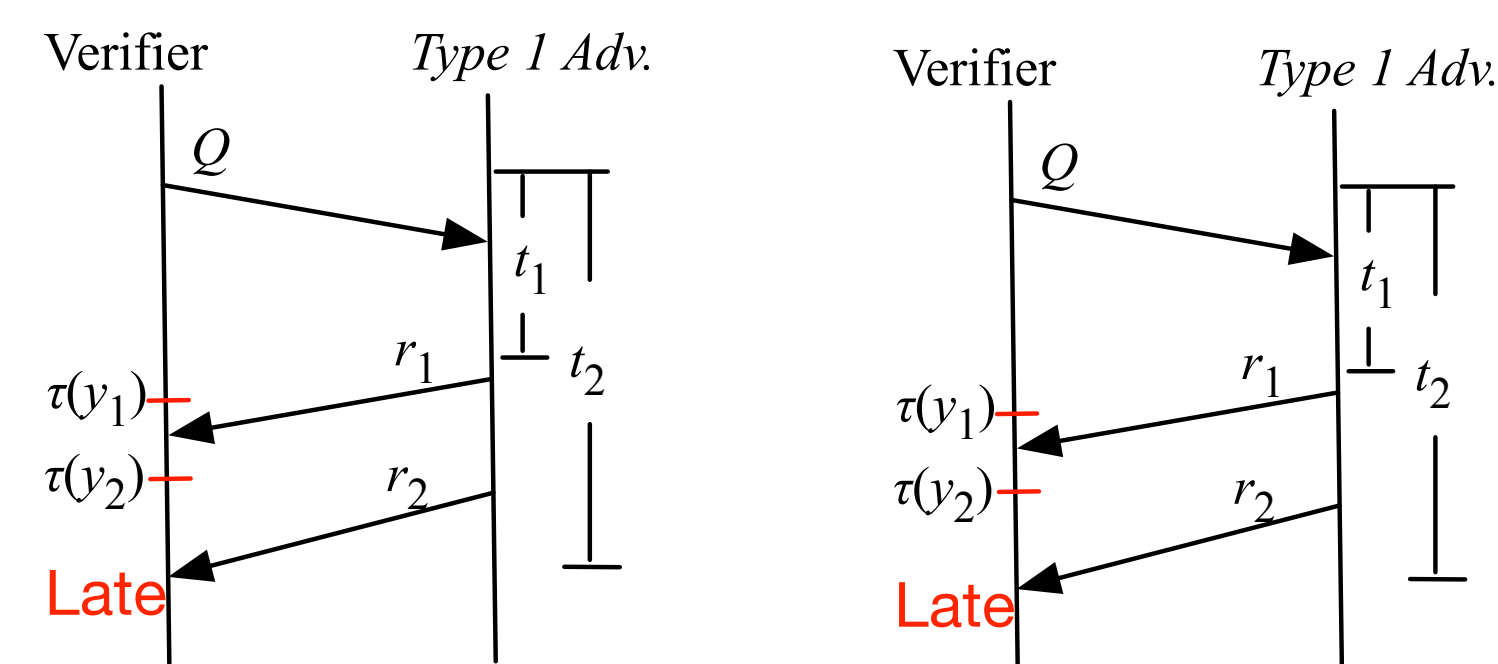 Verifier Type 1 Adv.
Q
t1
r1
t2
τ(y1)
τ(y2)
r2
Late
Verifier Type 1 Adv.
Q
t1
r1
t2
τ(y1)
τ(y2)
r2
Late